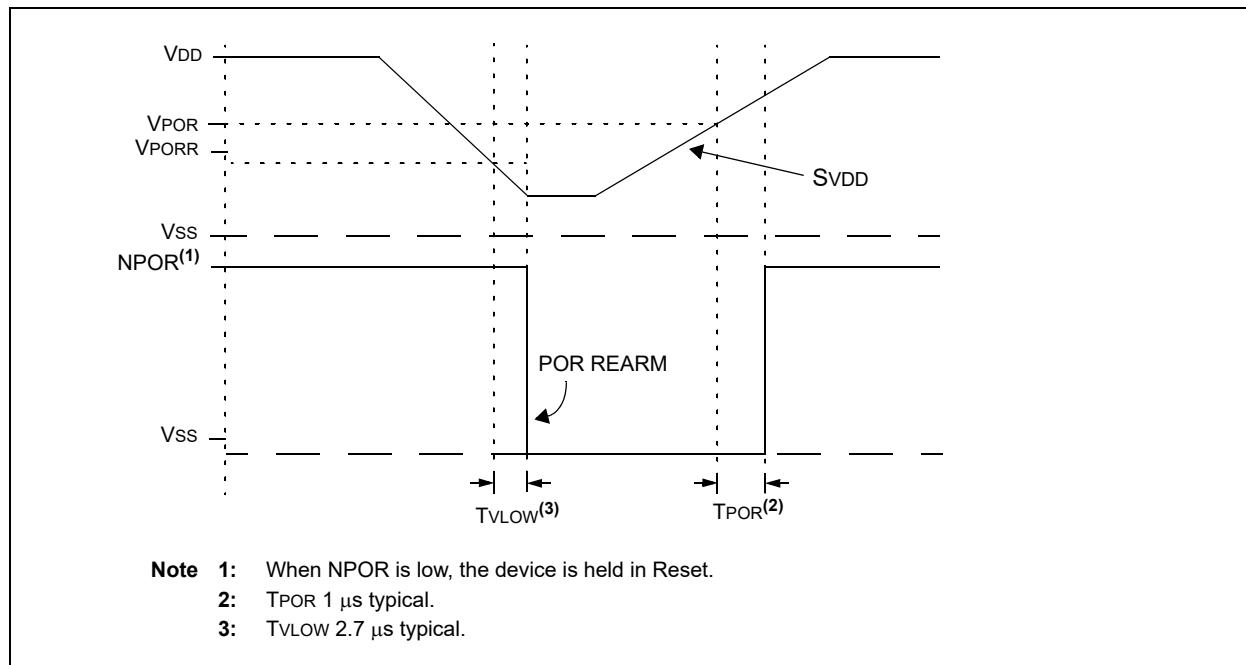 VDD
VPOR
VPORR
SVDD
VSS
NPOR(1)
POR REARM
VSS
TVLOW(3)
TPOR(2)
Note 1: When NPOR is low, the device is held in Reset.
2: TPOR 1 μs typical.
3: TVLOW 2.7 μs typical.